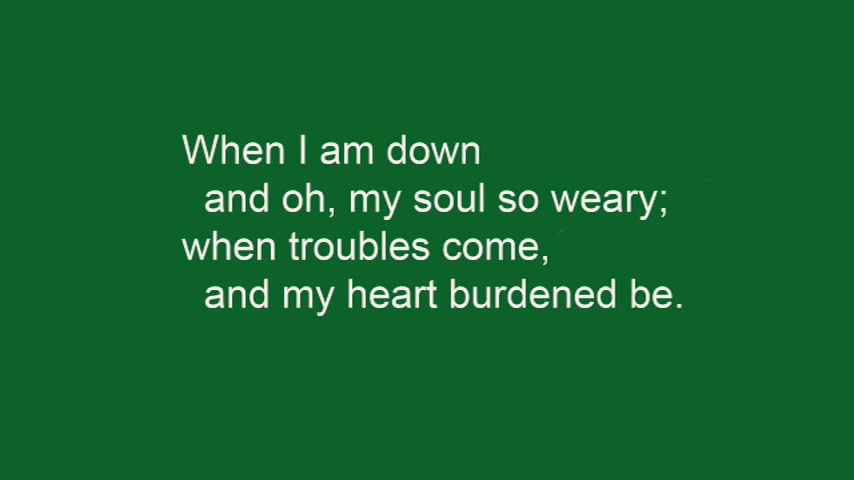 When I am down
and oh, my soul so weary;
when troubles come,
and my heart burdened be.